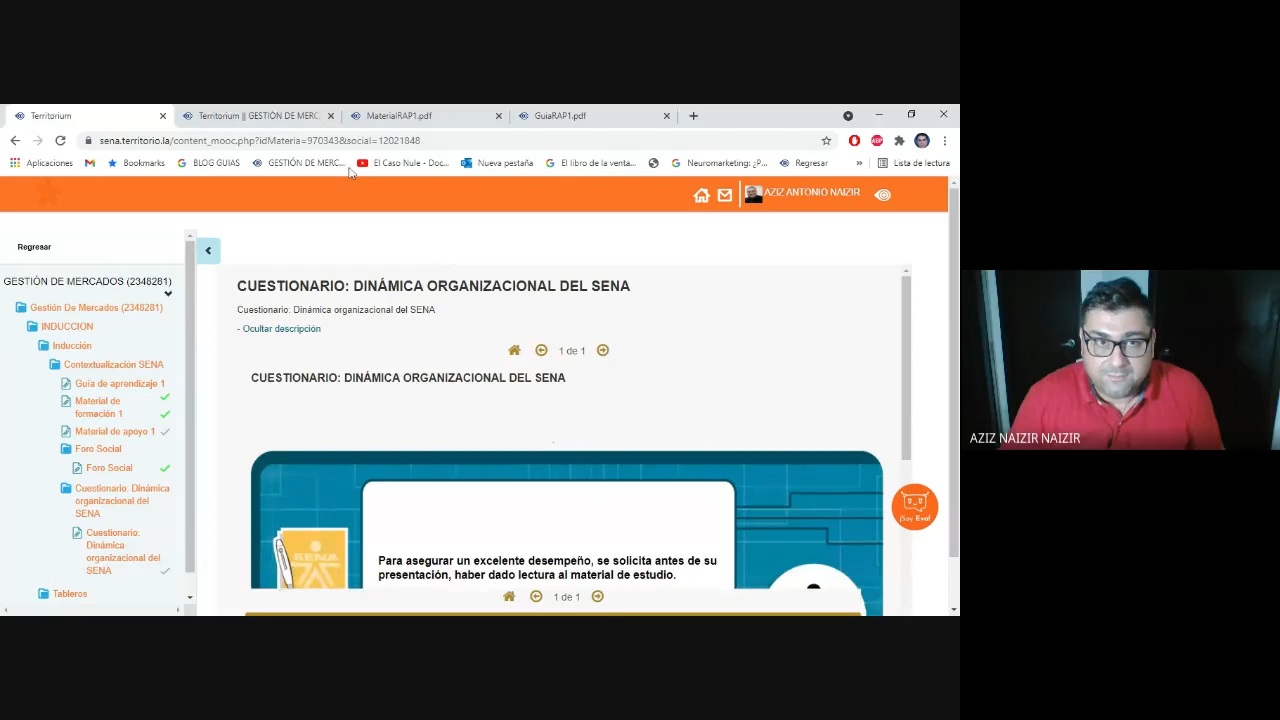 Territorium
Territorium || GESTIÓN DE MERC
MaterialRAP1.pdf
GuiaRAP1.pdf
sena.territorio.la/content_mooc.php?idMateria=970343&social=12021848
Aplicaciones
Bookmarks
BLOG GUIAS
GESTIÓN DE MERC...
El Caso Nule - Doc...
Nueva pestaña
El libro de la venta...
Neuromarketing: ¿P...
Regresar
»
Lista de lectura
AZIZ ANTONIO NAIZIR
Regresar
GESTIÓN DE MERCADOS (2348281)
Gestión De Mercados (2348281)
INDUCCION
Inducción
Contextualización SENA
Guía de aprendizaje 1
Material de
formación 1
Material de apoyo 1
Foro Social
Foro Social
Cuestionario. Dinámica
organizacional del
SENA
Cuestionario:
Dinámica
organizacional del
SENA
Tableros
CUESTIONARIO: DINÁMICA ORGANIZACIONAL DEL SENA
Cuestionario: Dinámica organizacional del SENA
- Ocultar descripción
1 de 1
CUESTIONARIO: DINÁMICA ORGANIZACIONAL DEL SENA
SENA
Para asegurar un excelente desempeño, se solicita antes de su
presentación, haber dado lectura al material de estudio.
1 de 1
¡Soy Eva!
AZIZ NAIZIR NAIZIR